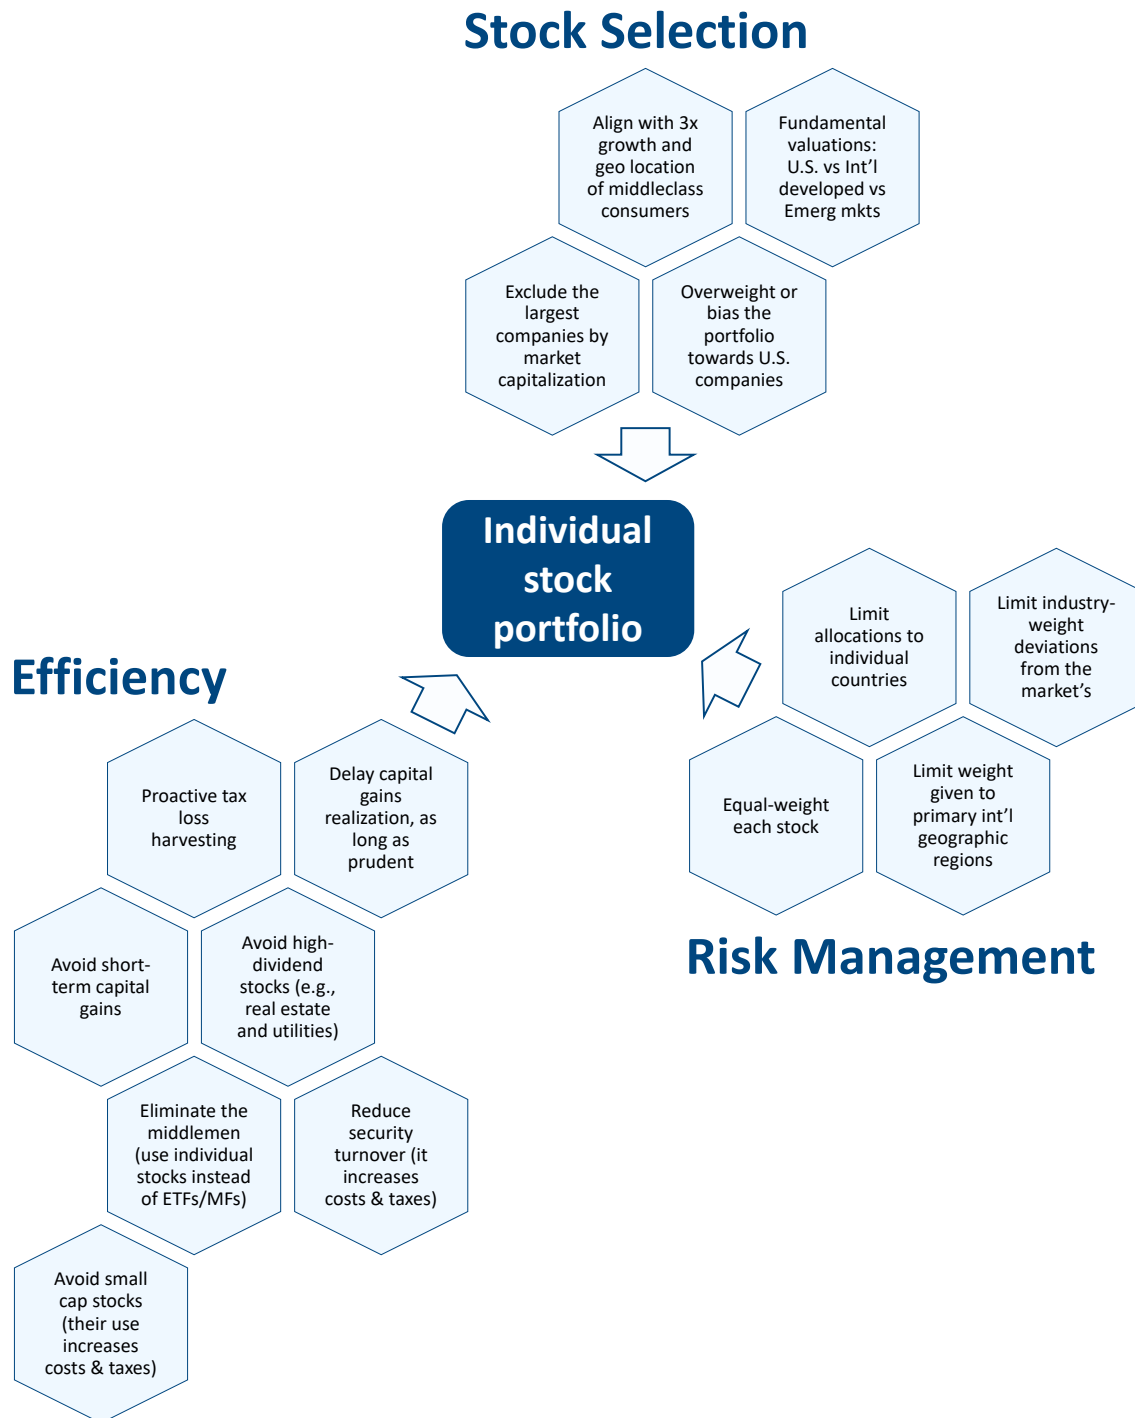 Stock Selection
Align with 3x
growth and
geo location
of middleclass
consumers
Fundamental
valuations:
U.S. vs Int'l
developed vs
Emerg mkts
Exclude the
largest
companies by
market
capitalization
Overweight or
bias the
portfolio
towards U.S.
companies
Individual
stock
portfolio
Efficiency
Proactive tax
loss
harvesting
Delay capital
gains
realization, as
long as
prudent
Avoid short-
term capital
gains
Avoid high-
dividend
stocks (e.g.,
real estate
and utilities)
Eliminate the
middlemen
(use individual
stocks instead
of ETFs/MFs)
Reduce
security
turnover (it
increases
costs & taxes)
Avoid small
cap stocks
(their use
increases
costs & taxes)
Limit
allocations to
individual
countries
Limit industry-
weight
deviations
from the
market's
Equal-weight
each stock
Limit weight
given to
primary int'l
geographic
regions
Risk Management